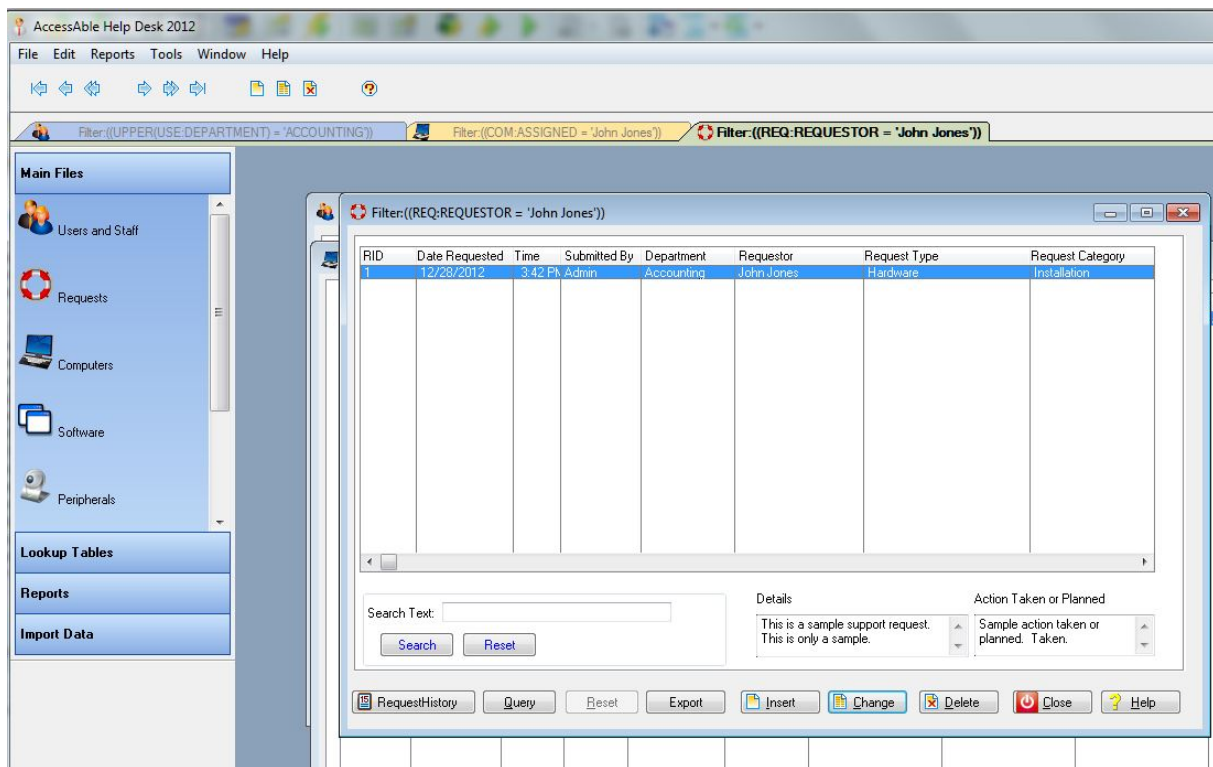 AccessAble Help Desk 2012
File Edit Reports Tools Window Help
Filter:((UPPER(USE:DEPARTMENT) = 'ACCOUNTING')) Filter:((COM:ASSIGNED = 'John Jones')) Filter:((REQ:REQUESTOR = 'John Jones'))
Main Files
Users and Staff
Requests
Computers
Software
Peripherals
Lookup Tables
Reports
Import Data
Filter:((REQ:REQUESTOR = 'John Jones'))
RID Date Requested Time Submitted By Department Requestor Request Type Request Category
1 12/28/2012 3:42 PM Admin Accounting John Jones Hardware Installation
Search Text:
Search Reset
Details
This is a sample support request.
This is only a sample.
Action Taken or Planned
Sample action taken or
planned. Taken.
RequestHistory Query Reset Export Insert Change Delete Close Help